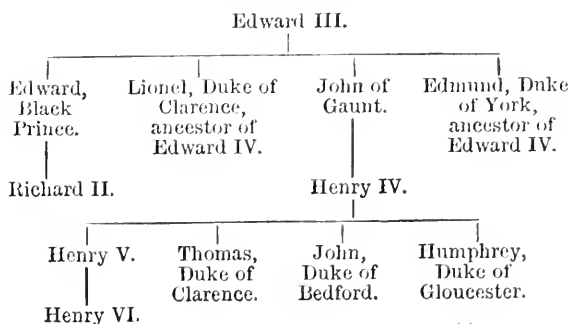 Edward III.
Edward,
Black
Prince.
Lionel, Duke of
Clarence,
ancestor of
Edward IV.
John of
Gaunt.
Edmund, Duke
of York,
ancestor of
Edward IV.
Richard II.
Henry IV.
Henry V.
Thomas,
Duke of
Clarence.
John,
Duke of
Bedford.
Humphrey,
Duke of
Gloucester.
Henry VI.